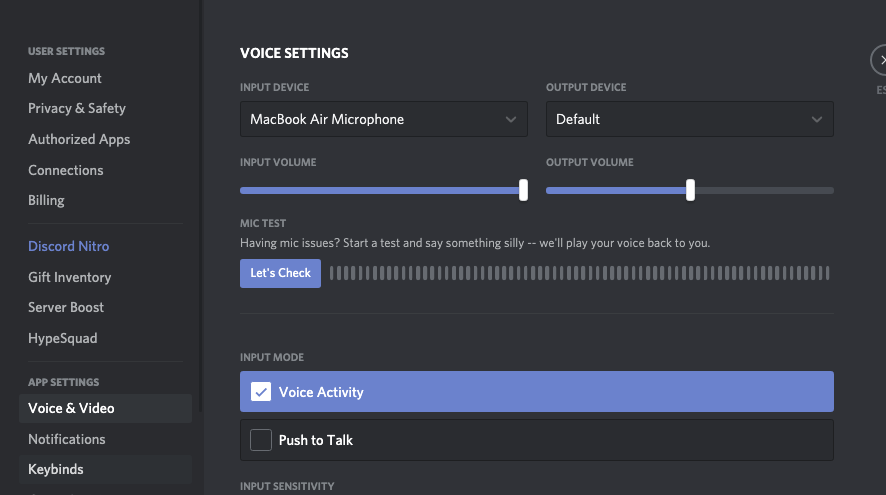 USER SETTINGS
My Account
Privacy & Safety
Authorized Apps
Connections
Billing
Discord Nitro
Gift Inventory
Server Boost
HypeSquad
APP SETTINGS
Voice & Video
Notifications
Keybinds
VOICE SETTINGS
INPUT DEVICE
MacBook Air Microphone
OUTPUT DEVICE
Default
INPUT VOLUME
OUTPUT VOLUME
MIC TEST
Having mic issues? Start a test and say something silly -- we'll play your voice back to you.
Let's Check
INPUT MODE
Voice Activity
Push to Talk
INPUT SENSITIVITY